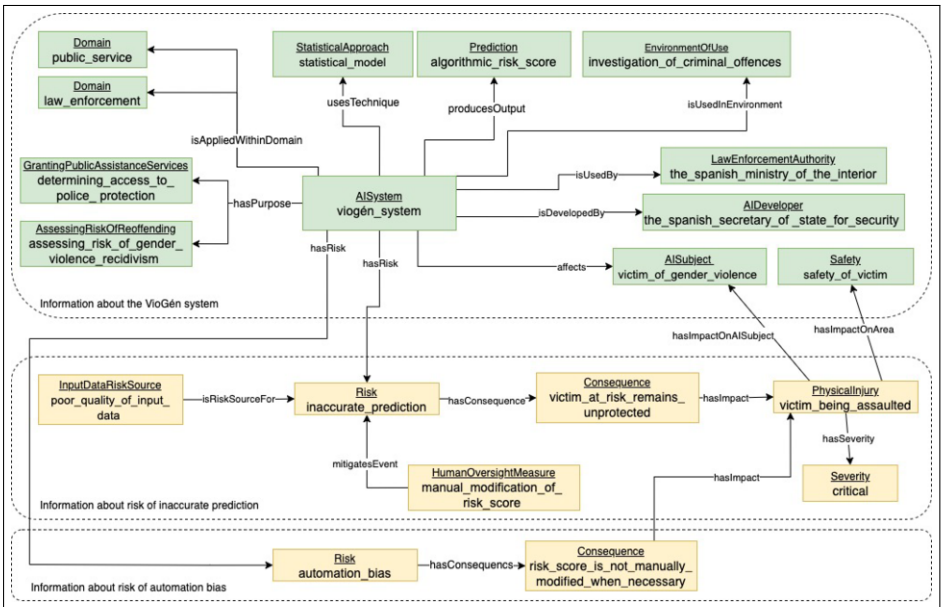 Domain
public_service
StatisticalApproach
statistical_model
Prediction
algorithmic_risk_score
EnvironmentOfUse
investigation_of_criminal_offences
Domain
law_enforcement
usesTechnique
producesOutput
isUsedInEnvironment
isAppliedWithinDomain
LawEnforcementAuthority
the_spanish_ministry_of_the_interior
isUsedBy
GrantingPublicAssistanceServices
determining_access_to_
police_protection
hasPurpose
AISystem
viogén_system
isDevelopedBy
AIDeveloper
the_spanish_secretary_of_state_for_security
AssessingRiskOfReoffending
assessing_risk_of_gender_
violence_recidivism
hasRisk
hasRisk
affects
AISubject
victim_of_gender_violence
Safety
safety_of_victim
Information about the VioGén system
hasImpactOnAISubject
hasImpactOnArea
InputDataRiskSource
poor_quality_of_input_
data
isRiskSourceFor
Risk
inaccurate_prediction
hasConsequence
Consequence
victim_at_risk_remains_
unprotected
hasImpact
PhysicalInjury
victim_being_assaulted
hasSeverity
mitigatesEvent
HumanOversightMeasure
manual_modification_of_
risk_score
hasImpact
Severity
critical
Information about risk of inaccurate prediction
Risk
automation_bias
hasConsequencs
Consequence
risk_score_is_not_manually_
modified_when_necessary
Information about risk of automation bias